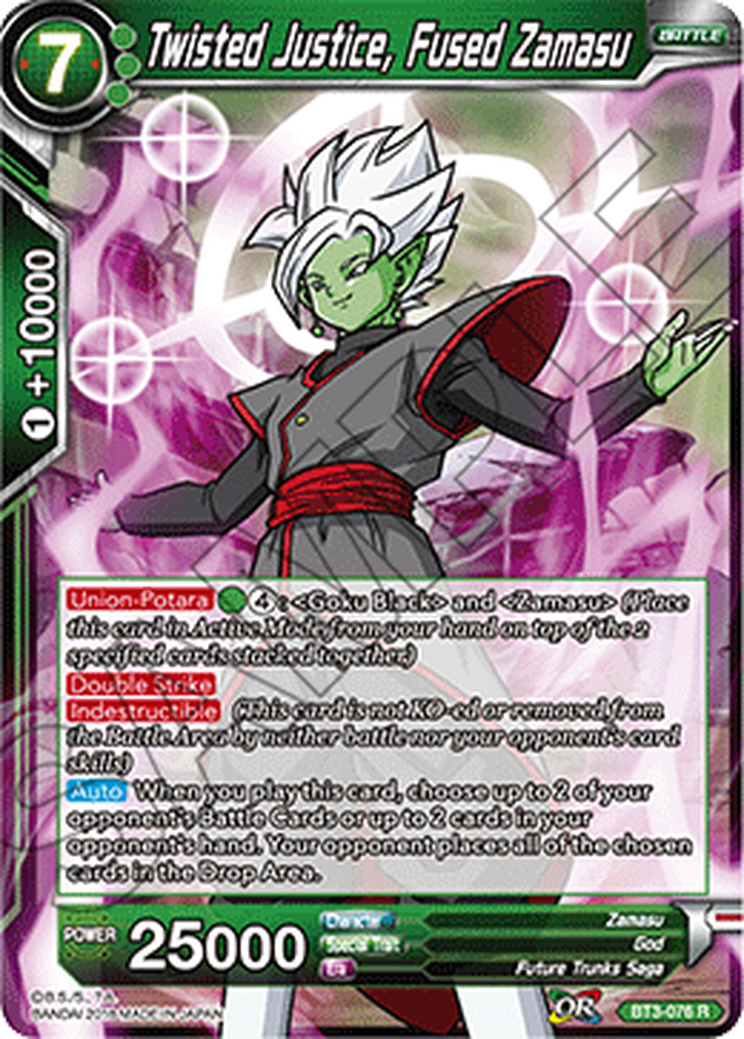 7
Twisted Justice, Fused Zamasu
BATTLE
1 +10000
Union-Potara 4 : <Goku Black> and <Zamasu> (Place
this card in Active Mode from your hand on top of the 2
specified cards stacked together)
Double Strike
Indestructible (This card is not KO-ed or removed from
the Battle Area by neither battle nor your opponent's card
skills)
Auto When you play this card, choose up to 2 of your
opponent's Battle Cards or up to 2 cards in your
opponent's hand. Your opponent places all of the chosen
cards in the Drop Area.
POWER 25000
Character Zamasu
Special Trait God
Era Future Trunks Saga
©B.S./S., T.A.
BANDAI 2018 MADE IN JAPAN
QR
BT3-076 R
SAMPLE